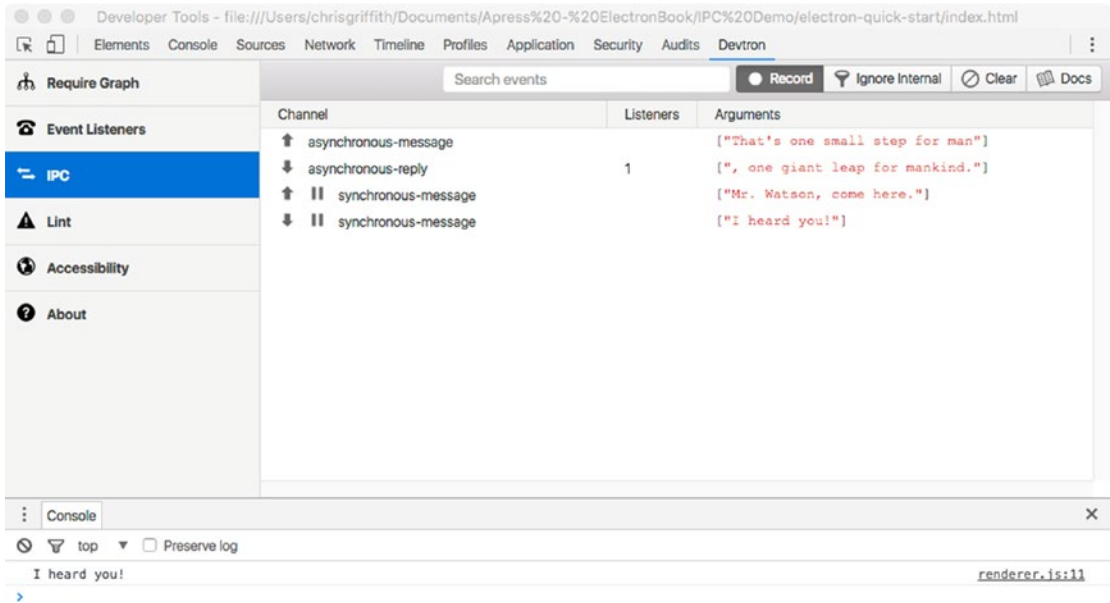 Developer Tools - file:///Users/chrisgriffith/Documents/Apress%20-%20ElectronBook/IPC%20Demo/electron-quick-start/index.html
Elements Console Sources Network Timeline Profiles Application Security Audits Devtron
Require Graph
Event Listeners
IPC
Lint
Accessibility
About
Search events Record Ignore Internal Clear Docs
Channel Listeners Arguments
asynchronous-message ["That's one small step for man"]
asynchronous-reply 1 [", one giant leap for mankind."]
synchronous-message ["Mr. Watson, come here."]
synchronous-message ["I heard you!"]
Console
top Preserve log
I heard you! renderer.js:11